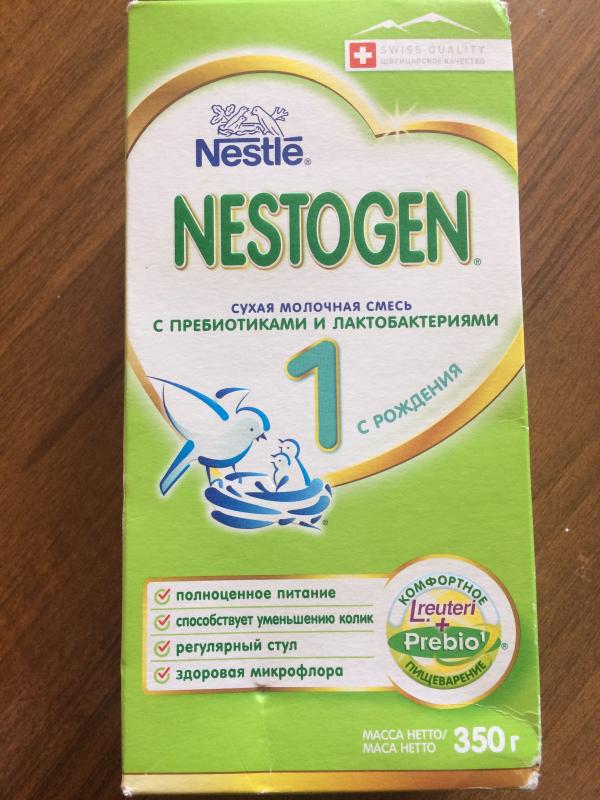 SWISS QUALITY
ШВЕЙЦАРСКОЕ КАЧЕСТВО
Nestlé®
NESTOGEN®
СУХАЯ МОЛОЧНАЯ СМЕСЬ
С ПРЕБИОТИКАМИ И ЛАКТОБАКТЕРИЯМИ
1
С РОЖДЕНИЯ
®
полноценное питание
способствует уменьшению колик
регулярный стул
здоровая микрофлора
КОМФОРТНОЕ
L.reuteri
+
Prebio¹®
ПИЩЕВАРЕНИЕ
МАССА НЕТТО/
МАСА НЕТТО 350 г